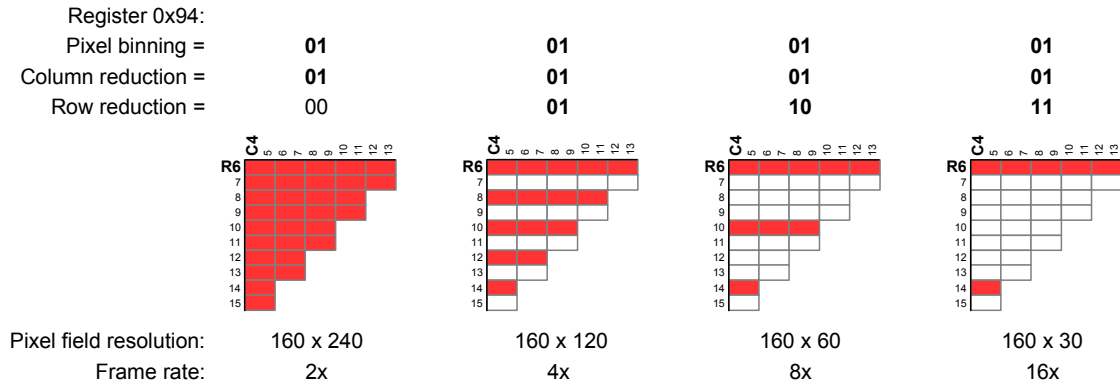 Register 0x94:
Pixel binning = 01 01 01 01
Column reduction = 01 01 01 01
Row reduction = 00 01 10 11
C4 5 6 7 8 9 10 11 12 13 C4 5 6 7 8 9 10 11 12 13 C4 5 6 7 8 9 10 11 12 13 C4 5 6 7 8 9 10 11 12 13
R6 R6 R6 R6
7 7 7 7
8 8 8 8
9 9 9 9
10 10 10 10
11 11 11 11
12 12 12 12
13 13 13 13
14 14 14 14
15 15 15 15
Pixel field resolution: 160 x 240 160 x 120 160 x 60 160 x 30
Frame rate: 2x 4x 8x 16x